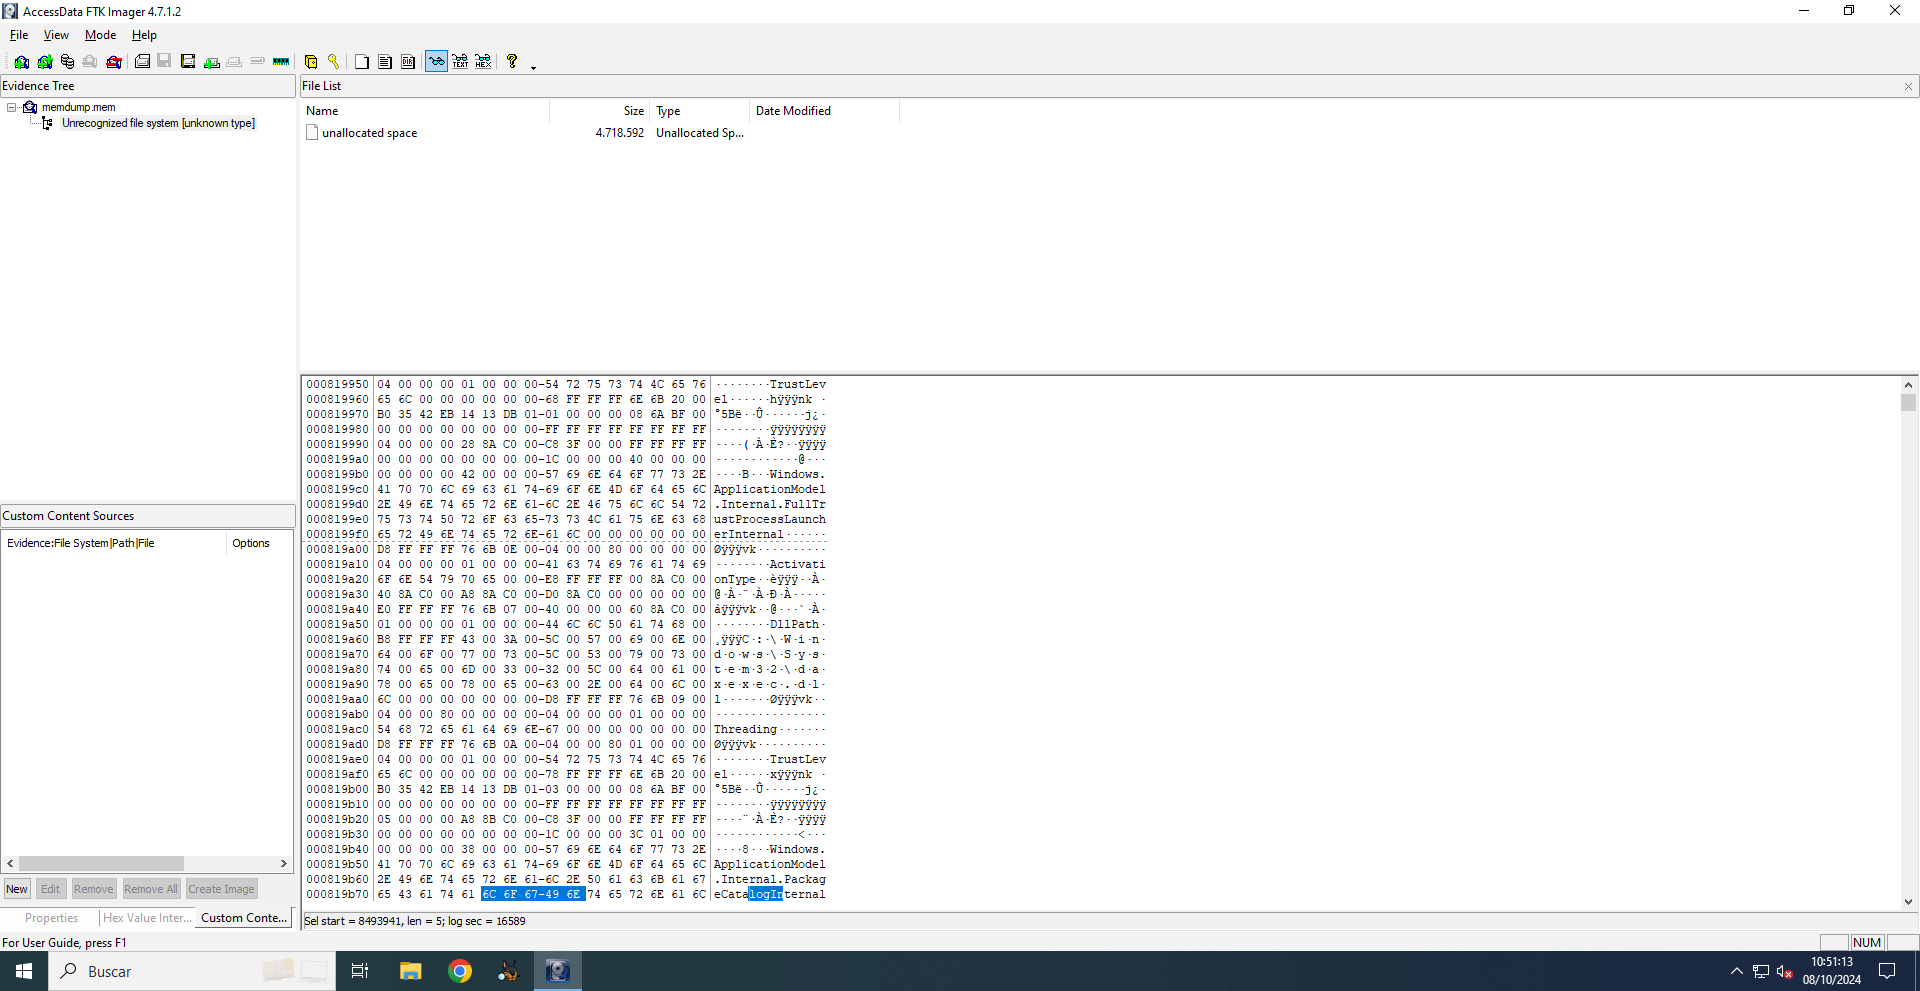 AccessData FTK Imager 4.7.1.2
File View Mode Help
Evidence Tree
memdump.mem
Unrecognized file system [unknown type]
File List
Name Size Type Date Modified
unallocated space 4.718.592 Unallocated Sp...
Custom Content Sources
Evidence:File System|Path|File Options
New Edit Remove Remove All Create Image
Properties Hex Value Inter... Custom Conte...
000819950 04 00 00 00 01 00 00 00-54 72 75 73 74 4C 65 76 ········TrustLev
000819960 65 6C 00 00 00 00 00 00-68 FF FF FF 6E 6B 20 00 el······hÿÿÿnk ·
000819970 B0 35 42 EB 14 13 DB 01-01 00 00 00 08 6A BF 00 °5Bë··Û······j¿·
000819980 00 00 00 00 00 00 00 00-FF FF FF FF FF FF FF FF ········ÿÿÿÿÿÿÿÿ
000819990 04 00 00 00 28 8A C0 00-C8 3F 00 00 FF FF FF FF ····(·À·È?··ÿÿÿÿ
0008199a0 00 00 00 00 00 00 00 00-1C 00 00 00 40 00 00 00 ············@···
0008199b0 00 00 00 00 42 00 00 00-57 69 6E 64 6F 77 73 2E ····B···Windows.
0008199c0 41 70 70 6C 69 63 61 74-69 6F 6E 4D 6F 64 65 6C ApplicationModel
0008199d0 2E 49 6E 74 65 72 6E 61-6C 2E 46 75 6C 6C 54 72 .Internal.FullTr
0008199e0 75 73 74 50 72 6F 63 65-73 73 4C 61 75 6E 63 68 ustProcessLaunch
0008199f0 65 72 49 6E 74 65 72 6E-61 6C 00 00 00 00 00 00 erInternal······
000819a00 D8 FF FF FF 76 6B 0E 00-04 00 00 80 00 00 00 00 Øÿÿÿvk··········
000819a10 04 00 00 00 01 00 00 00-41 63 74 69 76 61 74 69 ········Activati
000819a20 6F 6E 54 79 70 65 00 00-E8 FF FF FF 00 8A C0 00 onType··èÿÿÿ··À·
000819a30 40 8A C0 00 A8 8A C0 00-D0 8A C0 00 00 00 00 00 @·À·¨·À·Ð·À·····
000819a40 E0 FF FF FF 76 6B 07 00-40 00 00 00 60 8A C0 00 àÿÿÿvk··@···`·À·
000819a50 01 00 00 00 01 00 00 00-44 6C 6C 50 61 74 68 00 ········DllPath·
000819a60 B8 FF FF FF 43 00 3A 00-5C 00 57 00 69 00 6E 00 ¸ÿÿÿC·:·\·W·i·n·
000819a70 64 00 6F 00 77 00 73 00-5C 00 53 00 79 00 73 00 d·o·w·s·\·S·y·s·
000819a80 74 00 65 00 6D 00 33 00-32 00 5C 00 64 00 61 00 t·e·m·3·2·\·d·a·
000819a90 78 00 65 00 78 00 65 00-63 00 2E 00 64 00 6C 00 x·e·x·e·c·.·d·l·
000819aa0 6C 00 00 00 00 00 00 00-D8 FF FF FF 76 6B 09 00 l·······Øÿÿÿvk··
000819ab0 04 00 00 80 00 00 00 00-04 00 00 00 01 00 00 00 ················
000819ac0 54 68 72 65 61 64 69 6E-67 00 00 00 00 00 00 00 Threading·······
000819ad0 D8 FF FF FF 76 6B 0A 00-04 00 00 80 01 00 00 00 Øÿÿÿvk··········
000819ae0 04 00 00 00 01 00 00 00-54 72 75 73 74 4C 65 76 ········TrustLev
000819af0 65 6C 00 00 00 00 00 00-78 FF FF FF 6E 6B 20 00 el······xÿÿÿnk ·
000819b00 B0 35 42 EB 14 13 DB 01-03 00 00 00 08 6A BF 00 °5Bë··Û······j¿·
000819b10 00 00 00 00 00 00 00 00-FF FF FF FF FF FF FF FF ········ÿÿÿÿÿÿÿÿ
000819b20 05 00 00 00 A8 8B C0 00-C8 3F 00 00 FF FF FF FF ····¨·À·È?··ÿÿÿÿ
000819b30 00 00 00 00 00 00 00 00-1C 00 00 00 3C 01 00 00 ············<···
000819b40 00 00 00 00 38 00 00 00-57 69 6E 64 6F 77 73 2E ····8···Windows.
000819b50 41 70 70 6C 69 63 61 74-69 6F 6E 4D 6F 64 65 6C ApplicationModel
000819b60 2E 49 6E 74 65 72 6E 61-6C 2E 50 61 63 6B 61 67 .Internal.Packag
000819b70 65 43 61 74 61 6C 6F 67-49 6E 74 65 72 6E 61 6C eCatalogInternal
Sel start = 8493941, len = 5; log sec = 16589
For User Guide, press F1
NUM
Buscar
10:51:13
08/10/2024